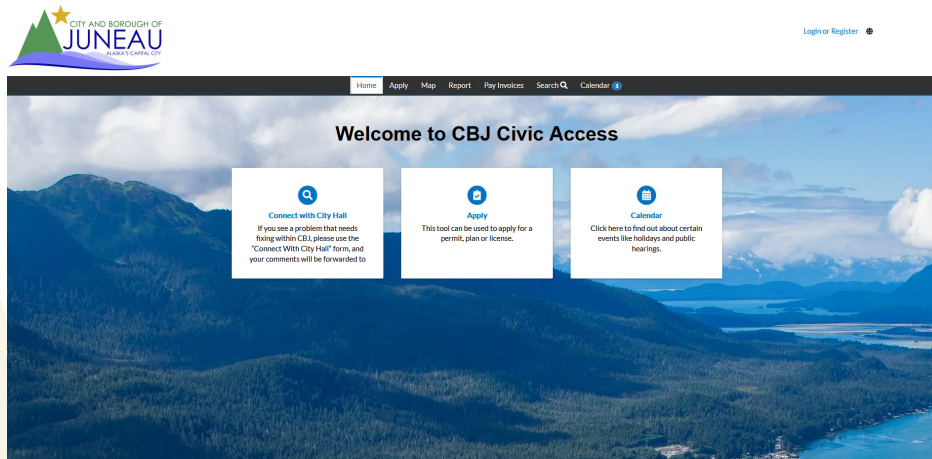 CITY AND BOROUGH OF
JUNEAU
ALASKA'S CAPITAL CITY
Login or Register
Home Apply Map Report Pay Invoices Search Calendar 1
Welcome to CBJ Civic Access
Connect with City Hall
If you see a problem that needs
fixing within CBJ, please use the
"Connect With City Hall" form, and
your comments will be forwarded to
Apply
This tool can be used to apply for a
permit, plan or license.
Calendar
Click here to find out about certain
events like holidays and public
hearings.